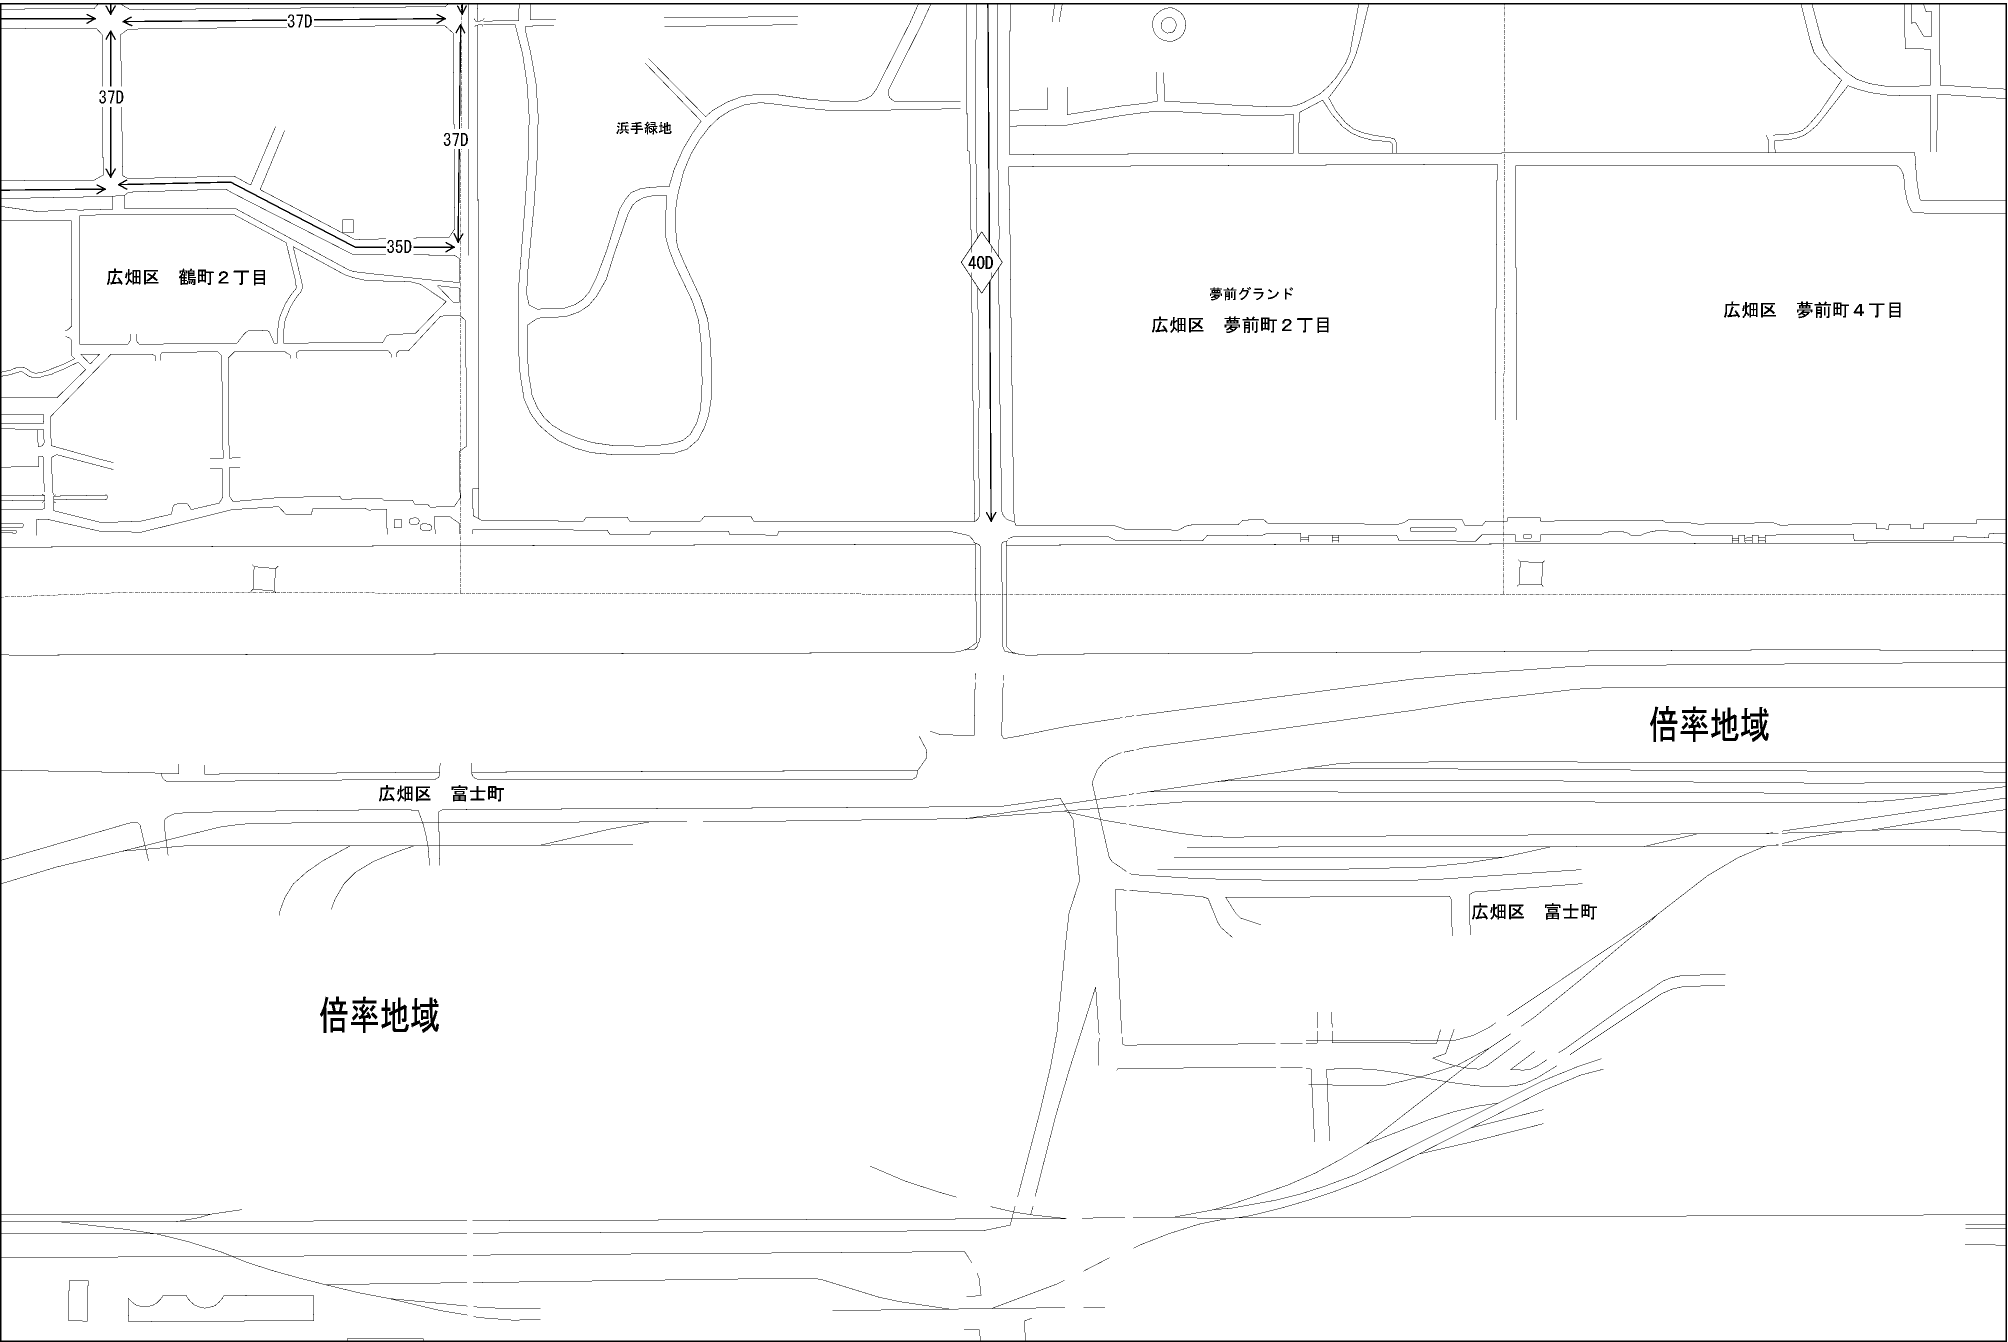 37D
37D
浜手緑地
37D
35D
40D
広畑区　鶴町２丁目
夢前グランド
広畑区　夢前町２丁目
広畑区　夢前町４丁目
倍率地域
広畑区　富士町
広畑区　富士町
倍率地域